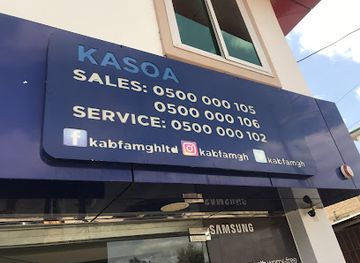 KASOA
SALES: 0500 000 105
0500 000 106
SERVICE: 0500 000 102
kabfamghltd kabfamgh kabfamgh
SAMSUNG